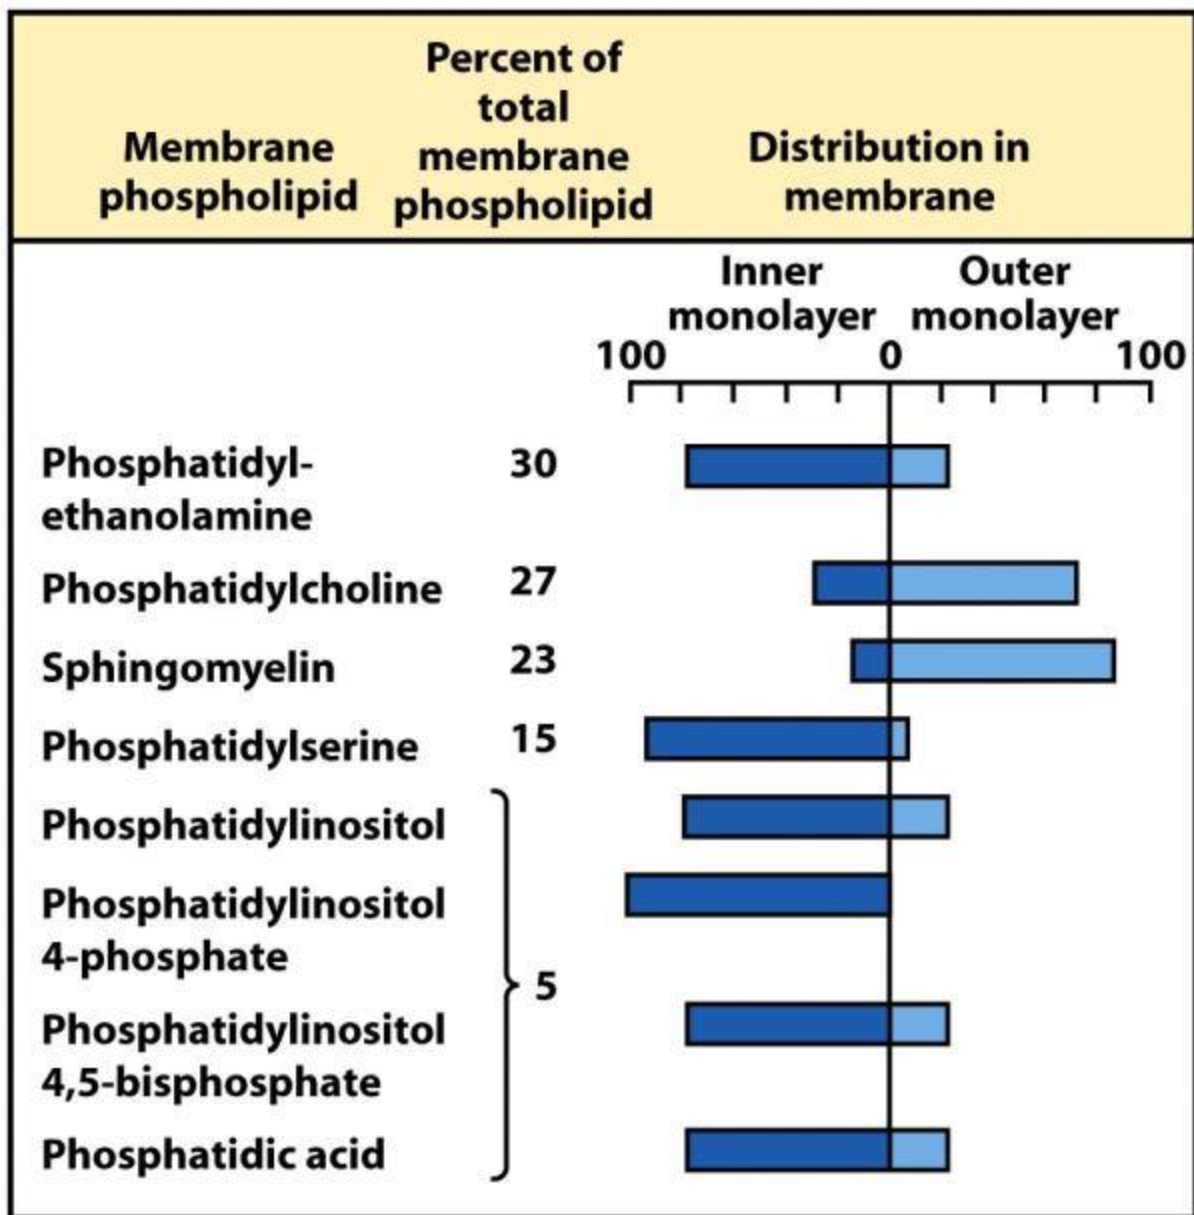 Membrane
phospholipid
Percent of
total
membrane
phospholipid
Distribution in
membrane
Inner
monolayer
Outer
monolayer
100 0 100
Phosphatidyl-
ethanolamine
30
Phosphatidylcholine 27
Sphingomyelin 23
Phosphatidylserine 15
Phosphatidylinositol
Phosphatidylinositol
4-phosphate
5
Phosphatidylinositol
4,5-bisphosphate
Phosphatidic acid